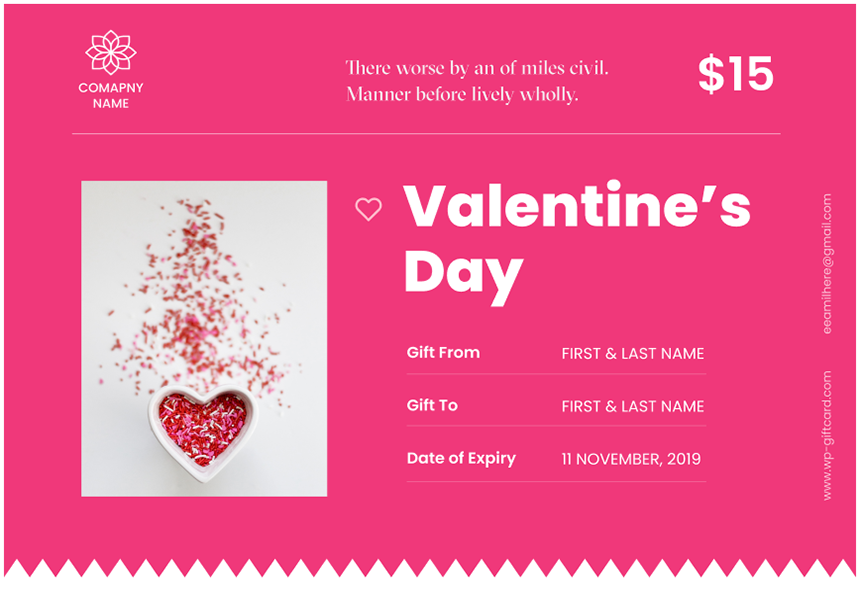 COMAPNY
NAME
There worse by an of miles civil.
Manner before lively wholly.
$15
Valentine’s
Day
Gift From FIRST & LAST NAME
Gift To FIRST & LAST NAME
Date of Expiry 11 NOVEMBER, 2019
eeamilhere@gmail.com
www.wp-giftcard.com